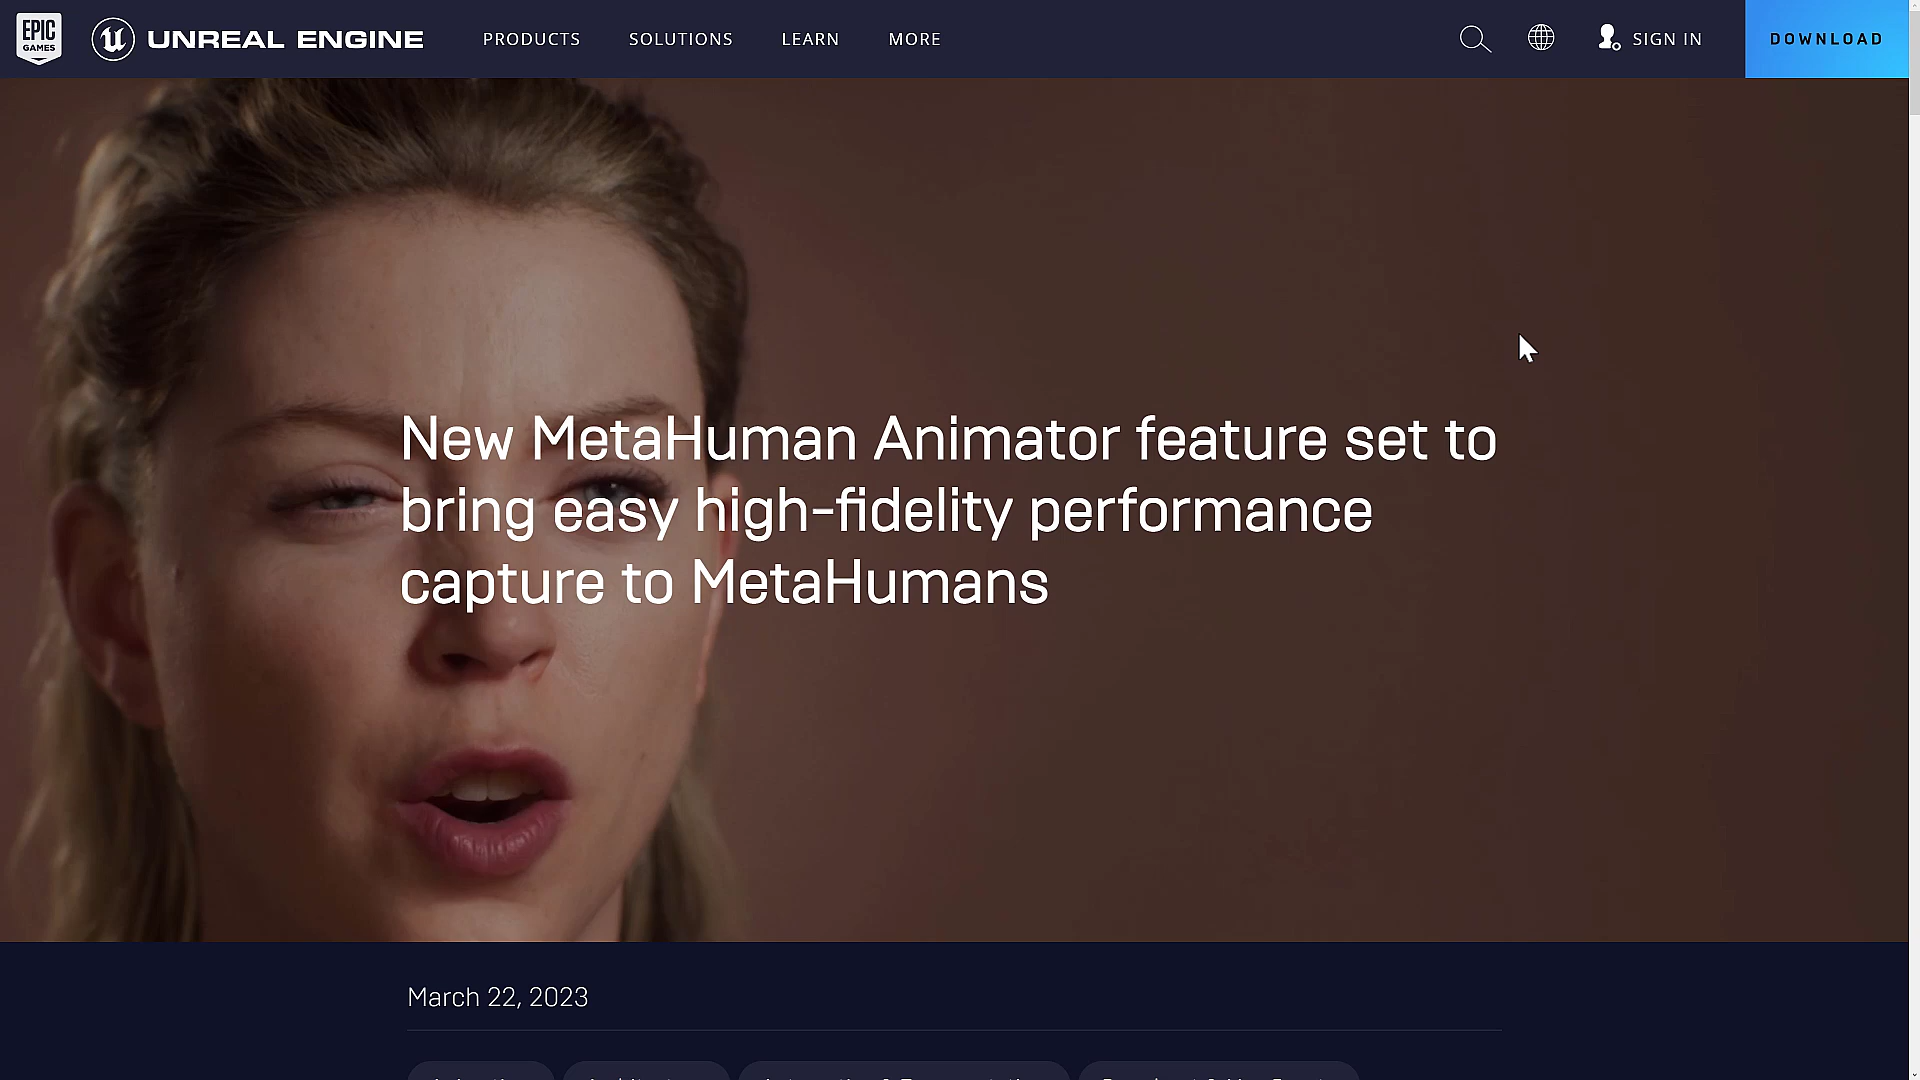 EPIC
GAMES
UNREAL ENGINE
PRODUCTS
SOLUTIONS
LEARN
MORE
SIGN IN
DOWNLOAD
New MetaHuman Animator feature set to
bring easy high-fidelity performance
capture to MetaHumans
March 22, 2023